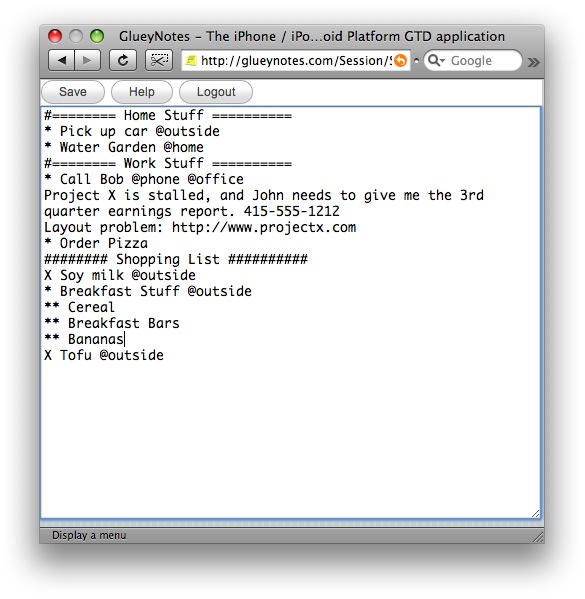 GlueyNotes – The iPhone / iPo...oid Platform GTD application
http://glueynotes.com/Session/S
Google
Save Help Logout
#======== Home Stuff ==========
* Pick up car @outside
* Water Garden @home
#======== Work Stuff ==========
* Call Bob @phone @office
Project X is stalled, and John needs to give me the 3rd
quarter earnings report. 415-555-1212
Layout problem: http://www.projectx.com
* Order Pizza
######## Shopping List ##########
X Soy milk @outside
* Breakfast Stuff @outside
** Cereal
** Breakfast Bars
** Bananas
X Tofu @outside
Display a menu